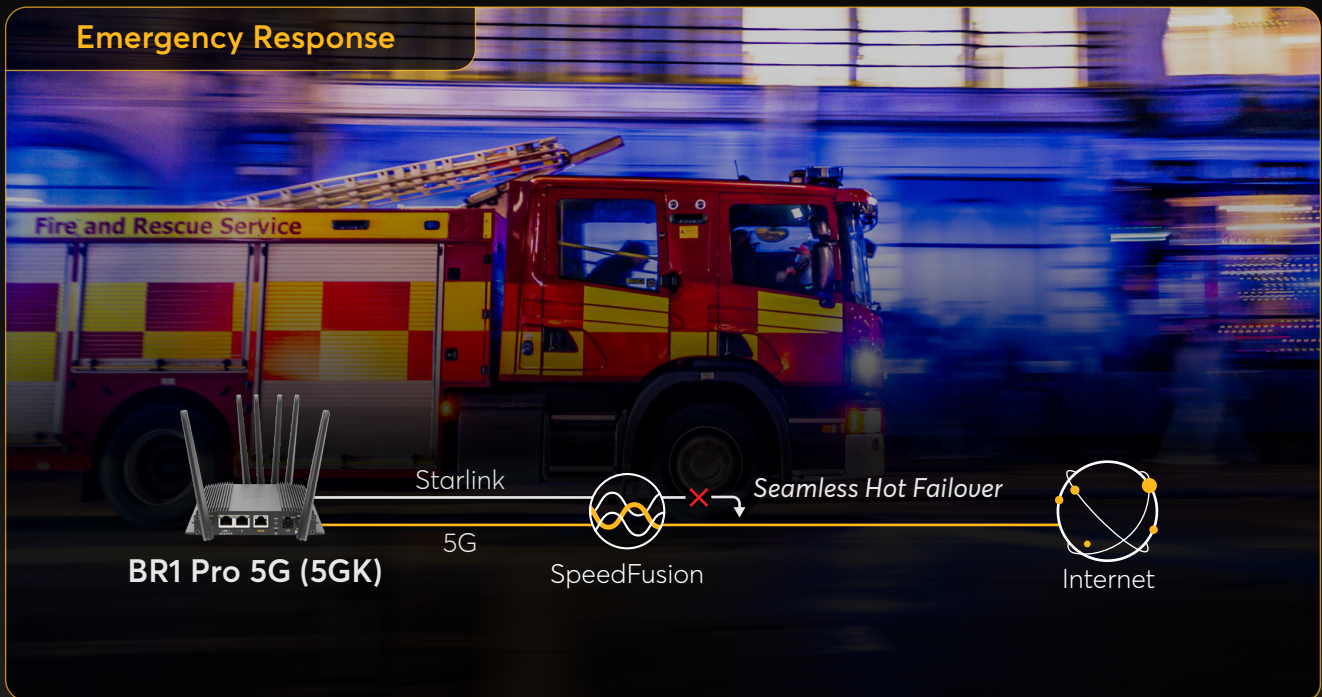 Emergency Response
Fire and Rescue Service
Starlink
Seamless Hot Failover
5G
BR1 Pro 5G (5GK)
SpeedFusion
Internet